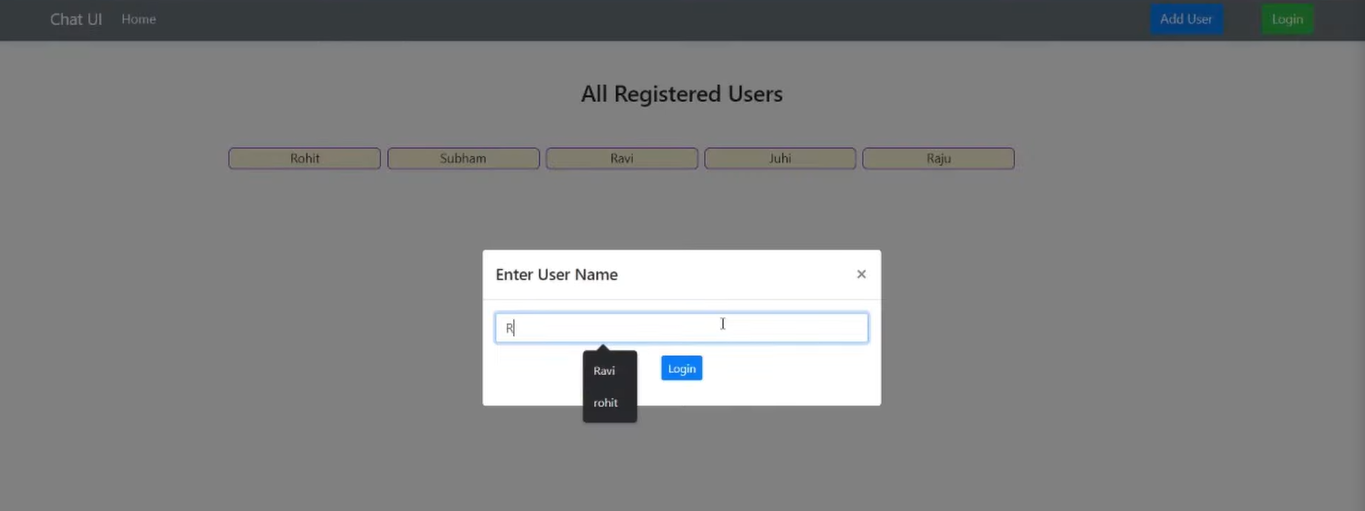 Chat UI Home Add User Login
All Registered Users
Rohit Subham Ravi Juhi Raju
Enter User Name ×
R
Ravi
Login
rohit